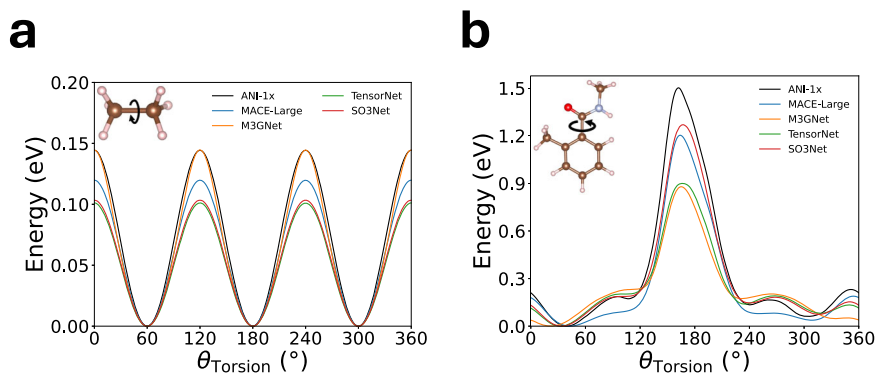 a
0.20
0.15
0.10
0.05
0.00
Energy (eV)
ANI-1x
MACE-Large
M3GNet
TensorNet
SO3Net
0 60 120 180 240 300 360
θTorsion (°)
b
1.5
1.2
0.9
0.6
0.3
0.0
Energy (eV)
ANI-1x
MACE-Large
M3GNet
TensorNet
SO3Net
0 60 120 180 240 300 360
θTorsion (°)